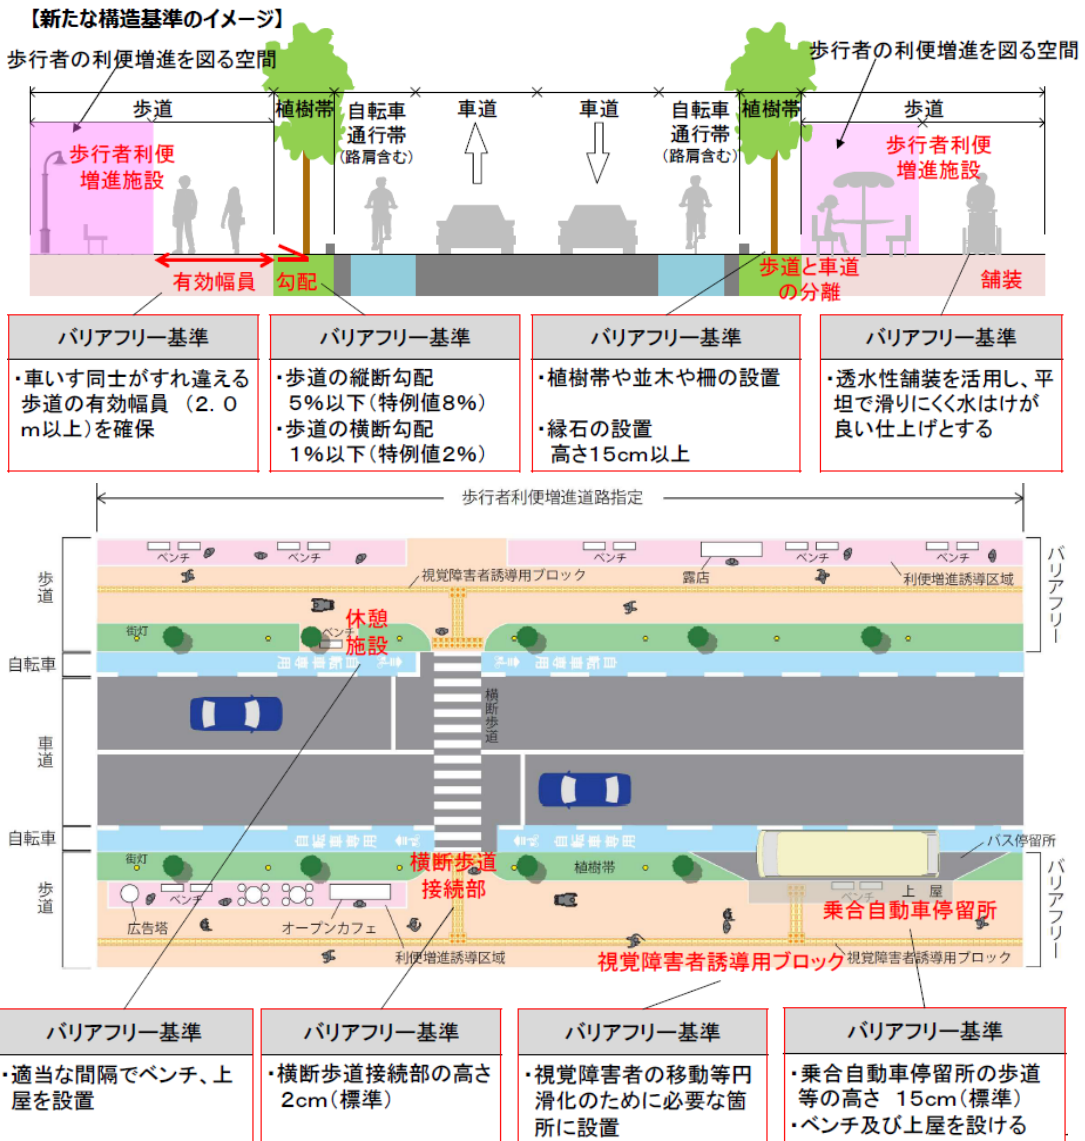 【新たな構造基準のイメージ】
歩行者の利便増進を図る空間
歩行者の利便増進を図る空間
歩道
植樹帯
自転車
通行帯
(路肩含む)
車道
車道
自転車
通行帯
(路肩含む)
植樹帯
歩道
歩行者利便
増進施設
歩行者利便
増進施設
有効幅員
勾配
歩道と車道
の分離
舗装
バリアフリー基準
・車いす同士がすれ違える
歩道の有効幅員 （2．0
m以上）を確保
バリアフリー基準
・歩道の縦断勾配
5％以下（特例値8％）
・歩道の横断勾配
1％以下（特例値2％）
バリアフリー基準
・植樹帯や並木や柵の設置
・縁石の設置
高さ15cm以上
バリアフリー基準
・透水性舗装を活用し、平
坦で滑りにくく水はけが
良い仕上げとする
歩行者利便増進道路指定
歩道
自転車
車道
自転車
歩道
バリアフリー
バリアフリー
ベンチ
ベンチ
ベンチ
露店
ベンチ
ベンチ
視覚障害者誘導用ブロック
利便増進誘導区域
街灯
ベンチ
休憩
施設
自転車専用
自転車専用
横断歩道
自転車専用
自転車専用
バス停留所
街灯
横断歩道
接続部
植樹帯
ベンチ
ベンチ
上屋
乗合自動車停留所
広告塔
オープンカフェ
利便増進誘導区域
視覚障害者誘導用ブロック
視覚障害者誘導用ブロック
バリアフリー基準
・適当な間隔でベンチ、上
屋を設置
バリアフリー基準
・横断歩道接続部の高さ
2cm（標準）
バリアフリー基準
・視覚障害者の移動等円
滑化のために必要な箇
所に設置
バリアフリー基準
・乗合自動車停留所の歩道
等の高さ 15cm（標準）
・ベンチ及び上屋を設ける